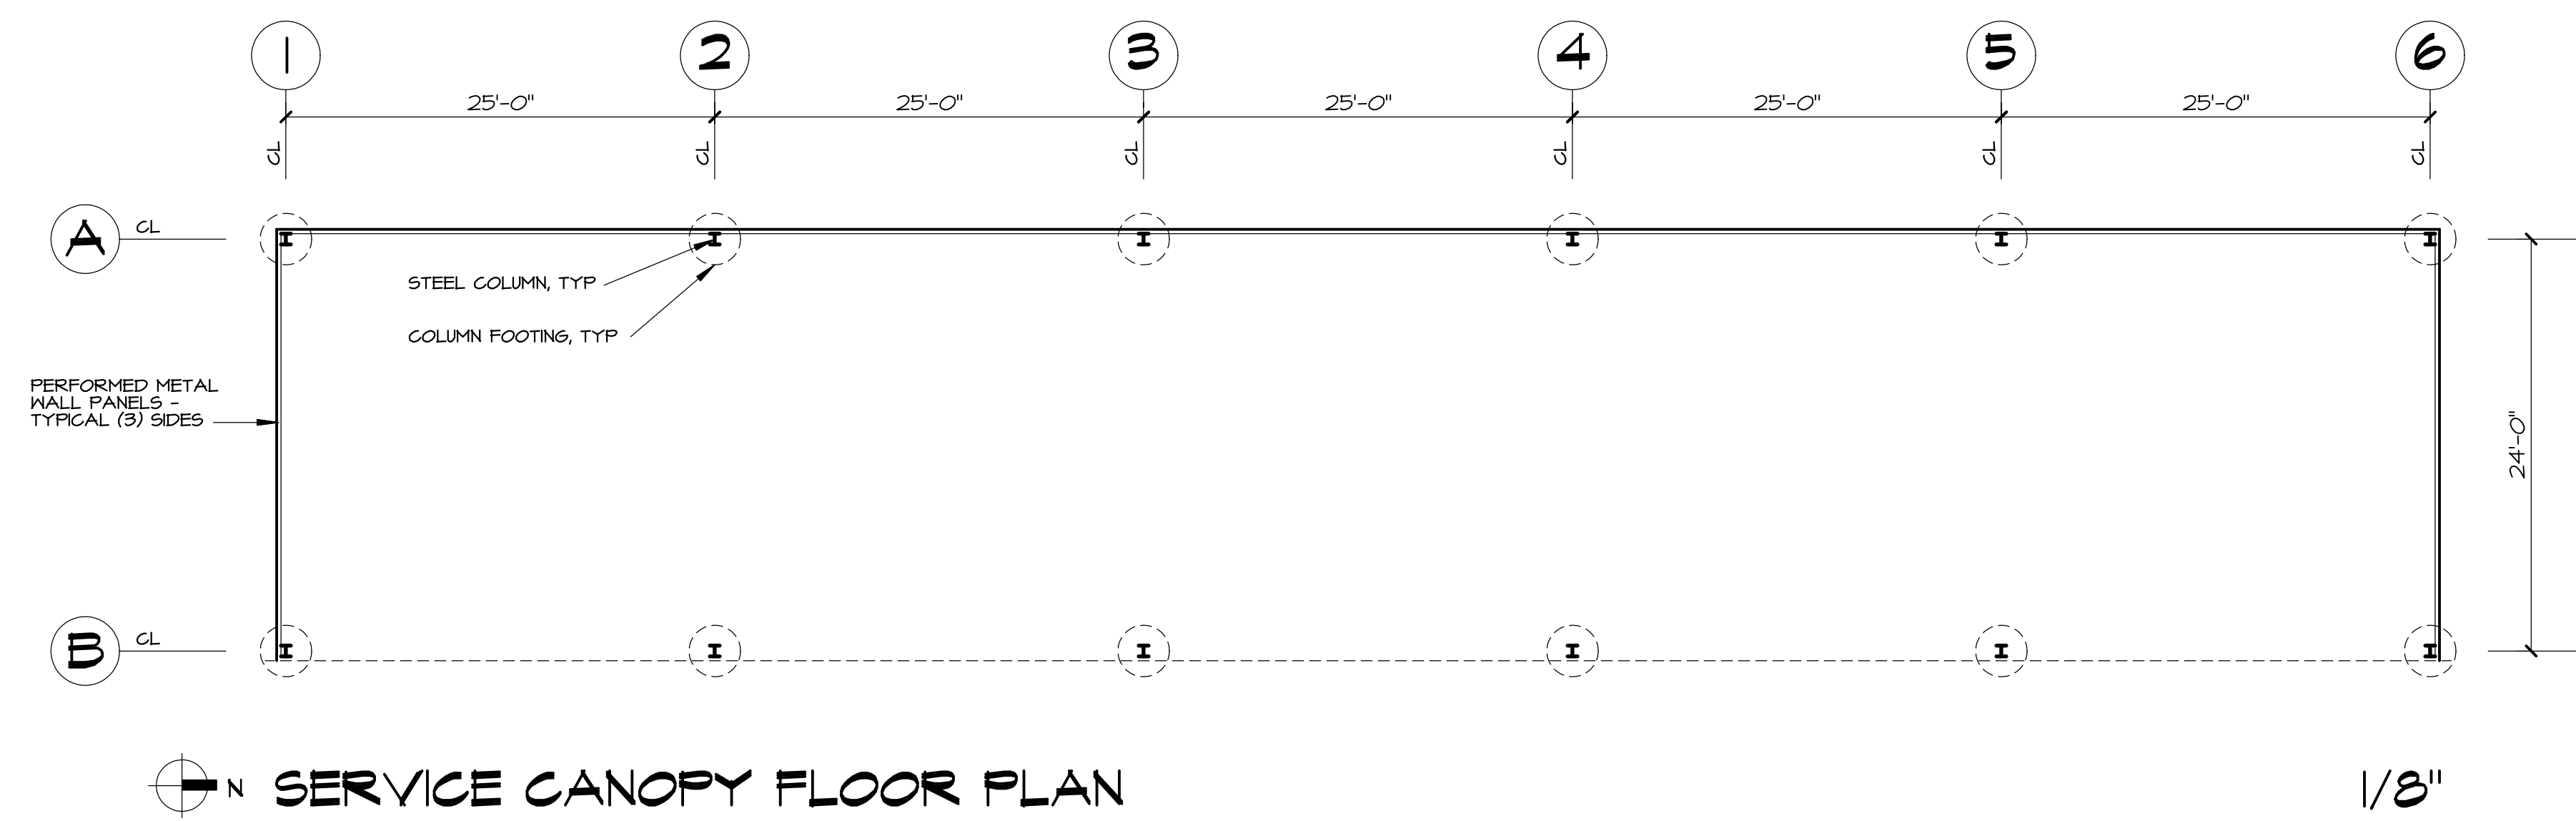 1 2 3 4 5 6
25'-0" 25'-0" 25'-0" 25'-0" 25'-0"
CL CL CL CL CL CL
A CL
STEEL COLUMN, TYP
COLUMN FOOTING, TYP
PERFORMED METAL
WALL PANELS -
TYPICAL (3) SIDES
24'-0"
B CL
N SERVICE CANOPY FLOOR PLAN 1/8"